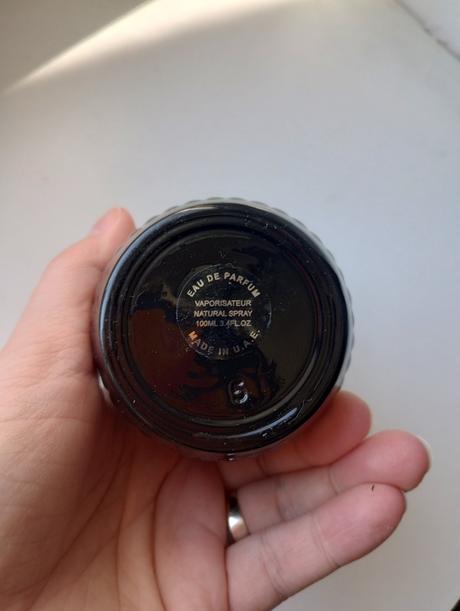 EAU DE PARFUM
VAPORISATEUR
NATURAL SPRAY
100ML 3.4FL.OZ
MADE IN U.A.E.